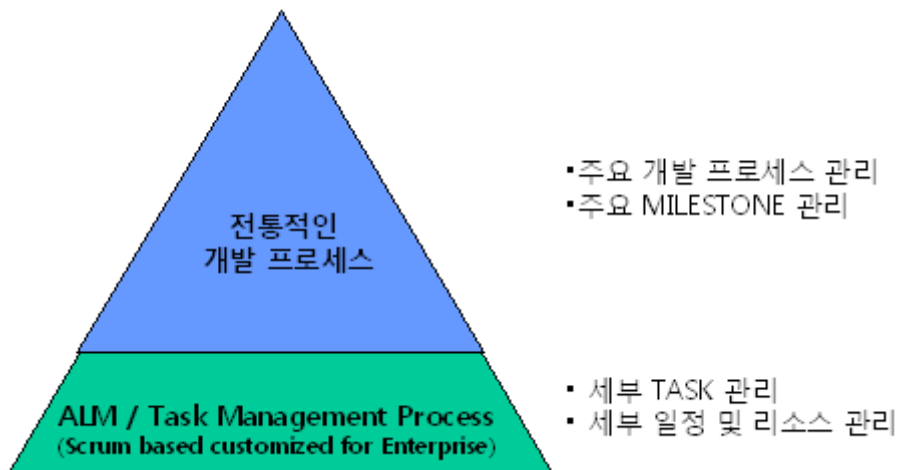 ▪주요 개발 프로세스 관리
▪주요 MILESTONE 관리
전통적인
개발 프로세스
ALM / Task Management Process
(Scrum based customized for Enterprise)
▪ 세부 TASK 관리
▪ 세부 일정 및 리소스 관리